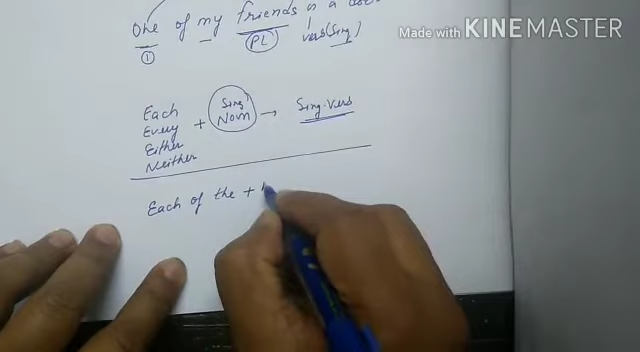 Made with KINEMASTER
One of my friends is a
① PL verb (Sing)
Each
Every
Either
Neither
+ Sing Noun → Sing. verb
Each of the +